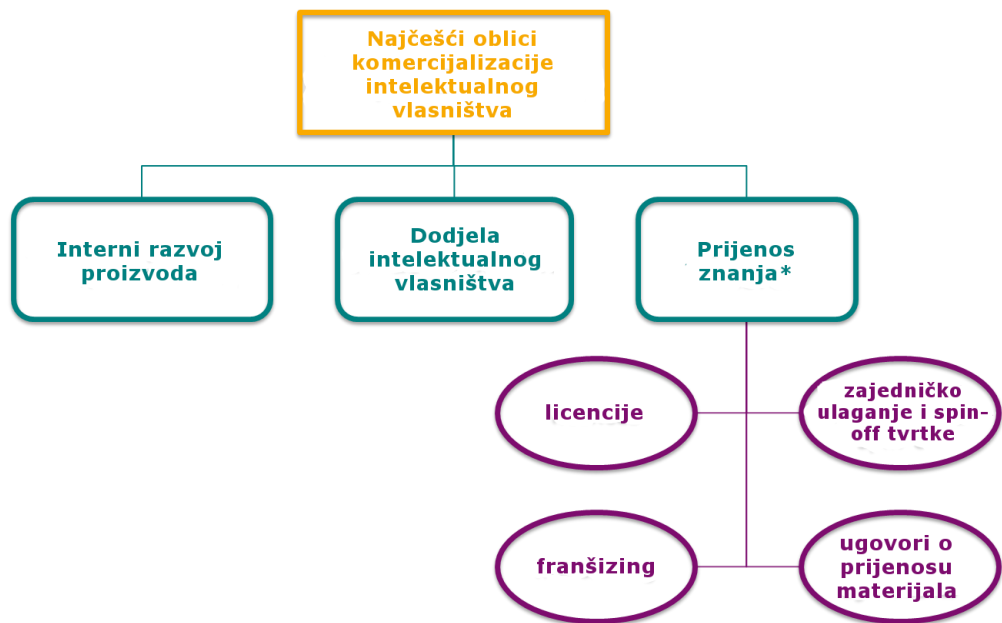 Najčešći oblici
komercijalizacije
intelektualnog
vlasništva
Interni razvoj
proizvoda
Dodjela
intelektualnog
vlasništva
Prijenos
znanja*
licencije
zajedničko
ulaganje i spin-
off tvrtke
franšizing
ugovori o
prijenosu
materijala